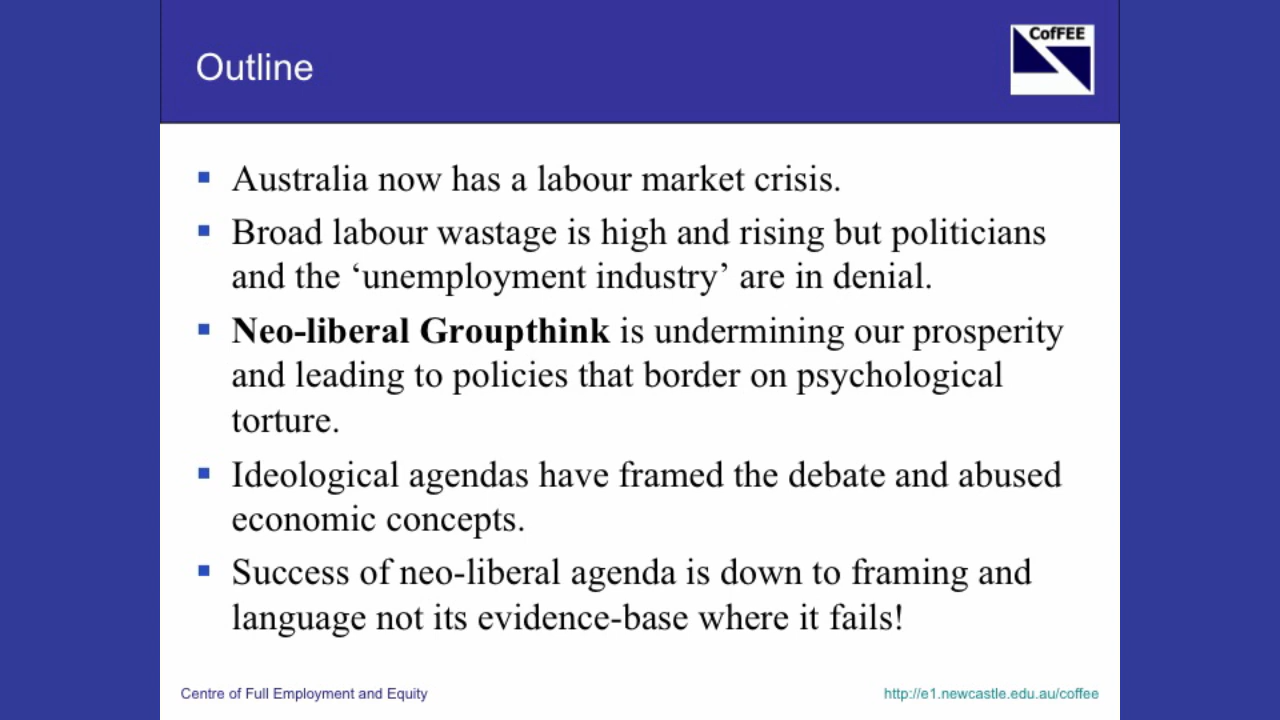 Outline
CofFEE
Australia now has a labour market crisis.
Broad labour wastage is high and rising but politicians
and the ‘unemployment industry’ are in denial.
Neo-liberal Groupthink is undermining our prosperity
and leading to policies that border on psychological
torture.
Ideological agendas have framed the debate and abused
economic concepts.
Success of neo-liberal agenda is down to framing and
language not its evidence-base where it fails!
Centre of Full Employment and Equity
http://e1.newcastle.edu.au/coffee